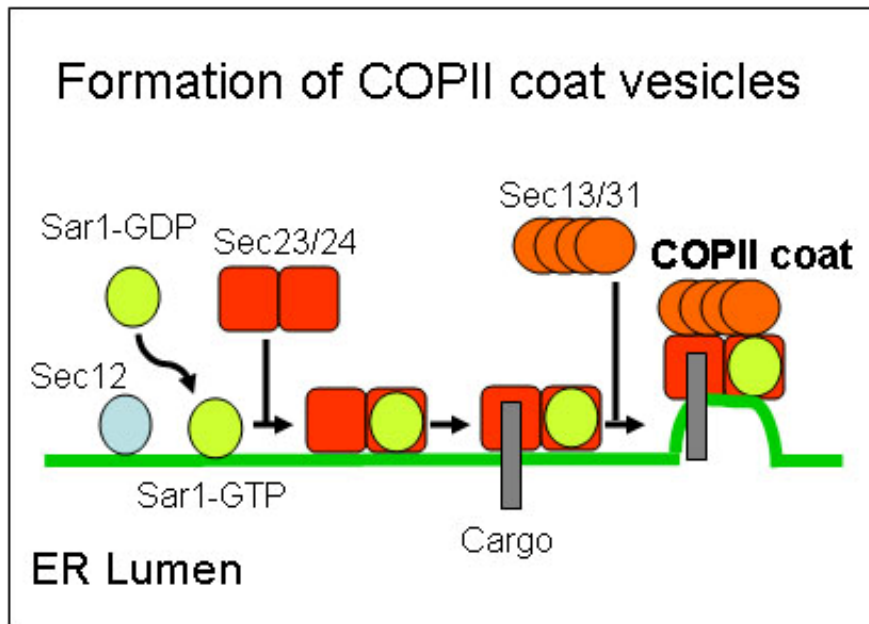 Formation of COPII coat vesicles
Sec13/31
Sar1-GDP
Sec23/24
COPII coat
Sec12
Sar1-GTP
Cargo
ER Lumen